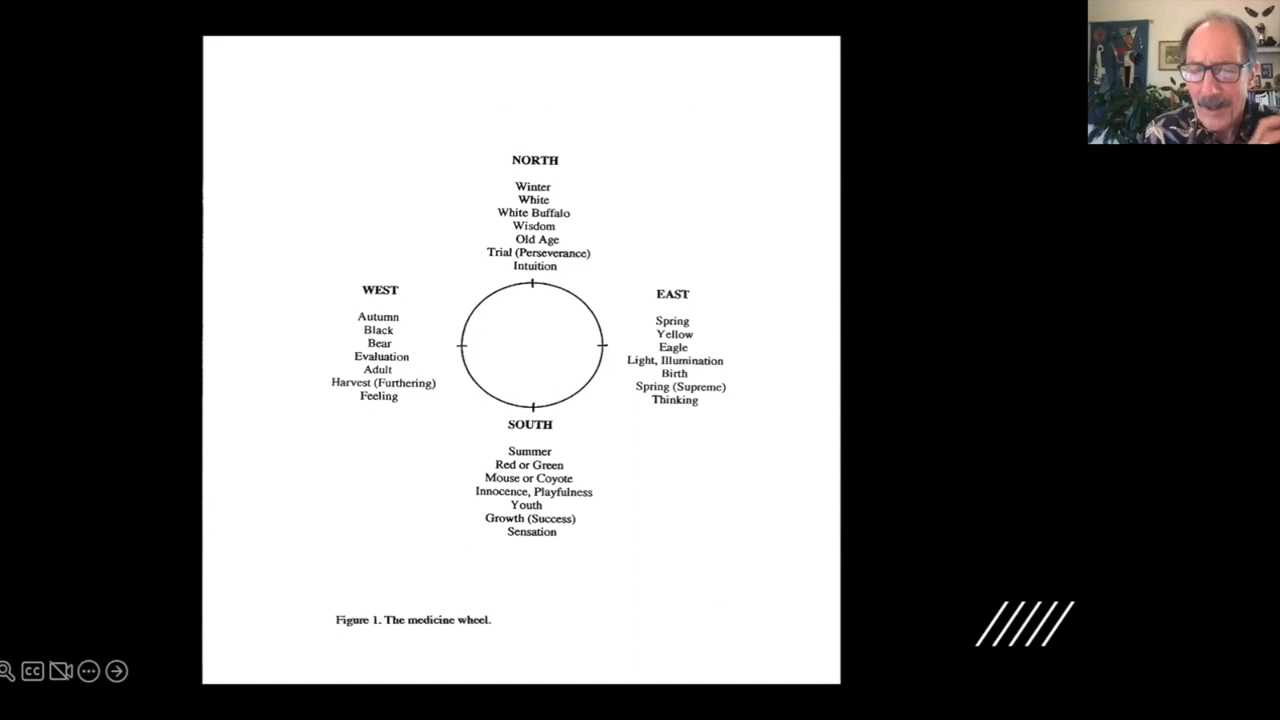 NORTH
Winter
White
White Buffalo
Wisdom
Old Age
Trial (Perseverance)
Intuition
WEST
Autumn
Black
Bear
Evaluation
Adult
Harvest (Furthering)
Feeling
EAST
Spring
Yellow
Eagle
Light, Illumination
Birth
Spring (Supreme)
Thinking
SOUTH
Summer
Red or Green
Mouse or Coyote
Innocence, Playfulness
Youth
Growth (Success)
Sensation
Figure 1. The medicine wheel.
CC